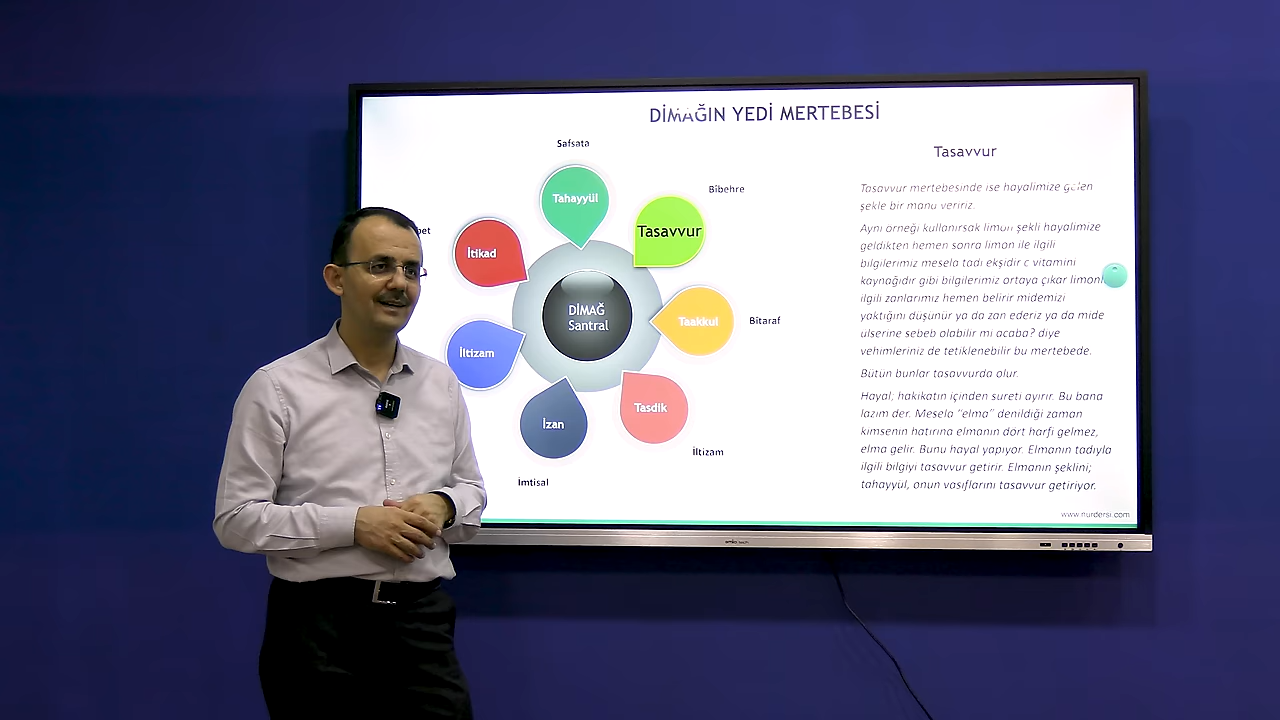 DİMAĞIN YEDİ MERTEBESİ
Safsata
Tasavvur
Tahayyül
Bibehre
Tasavvur
İtikad
DİMAĞ
Santral
Taakkul
Bitaraf
İltizam
Tasdik
İzan
İltizam
İmtisal
Tasavvur mertebesinde ise hayalimize gelen
şekle bir mana veririz.
Aynı örneği kullanırsak limon şekli hayalimize
geldikten hemen sonra limon ile ilgili
bilgilerimiz mesela tadı ekşidir c vitamini
kaynağıdır gibi bilgilerimiz ortaya çıkar limonl
ilgili zanlarımız hemen belirir midemizi
yaktığını düşünür ya da zan ederiz ya da mide
ulserine sebeb olabilir mi acaba? diye
vehimleriniz de tetiklenebilir bu mertebede.
Bütün bunlar tasavvurda olur.
Hayal, hakikatın içinden sureti ayırır. Bu bana
lazım der. Mesela "elma" denildiği zaman
kimsenin hatırına elmanın dört harfi gelmez,
elma gelir. Bunu hayal yapıyor. Elmanın tadıyla
ilgili bilgiyi tasavvur getirir. Elmanın şeklini;
tahayyül, onun vasıflarını tasavvur getiriyor.
www.nurdersi.com